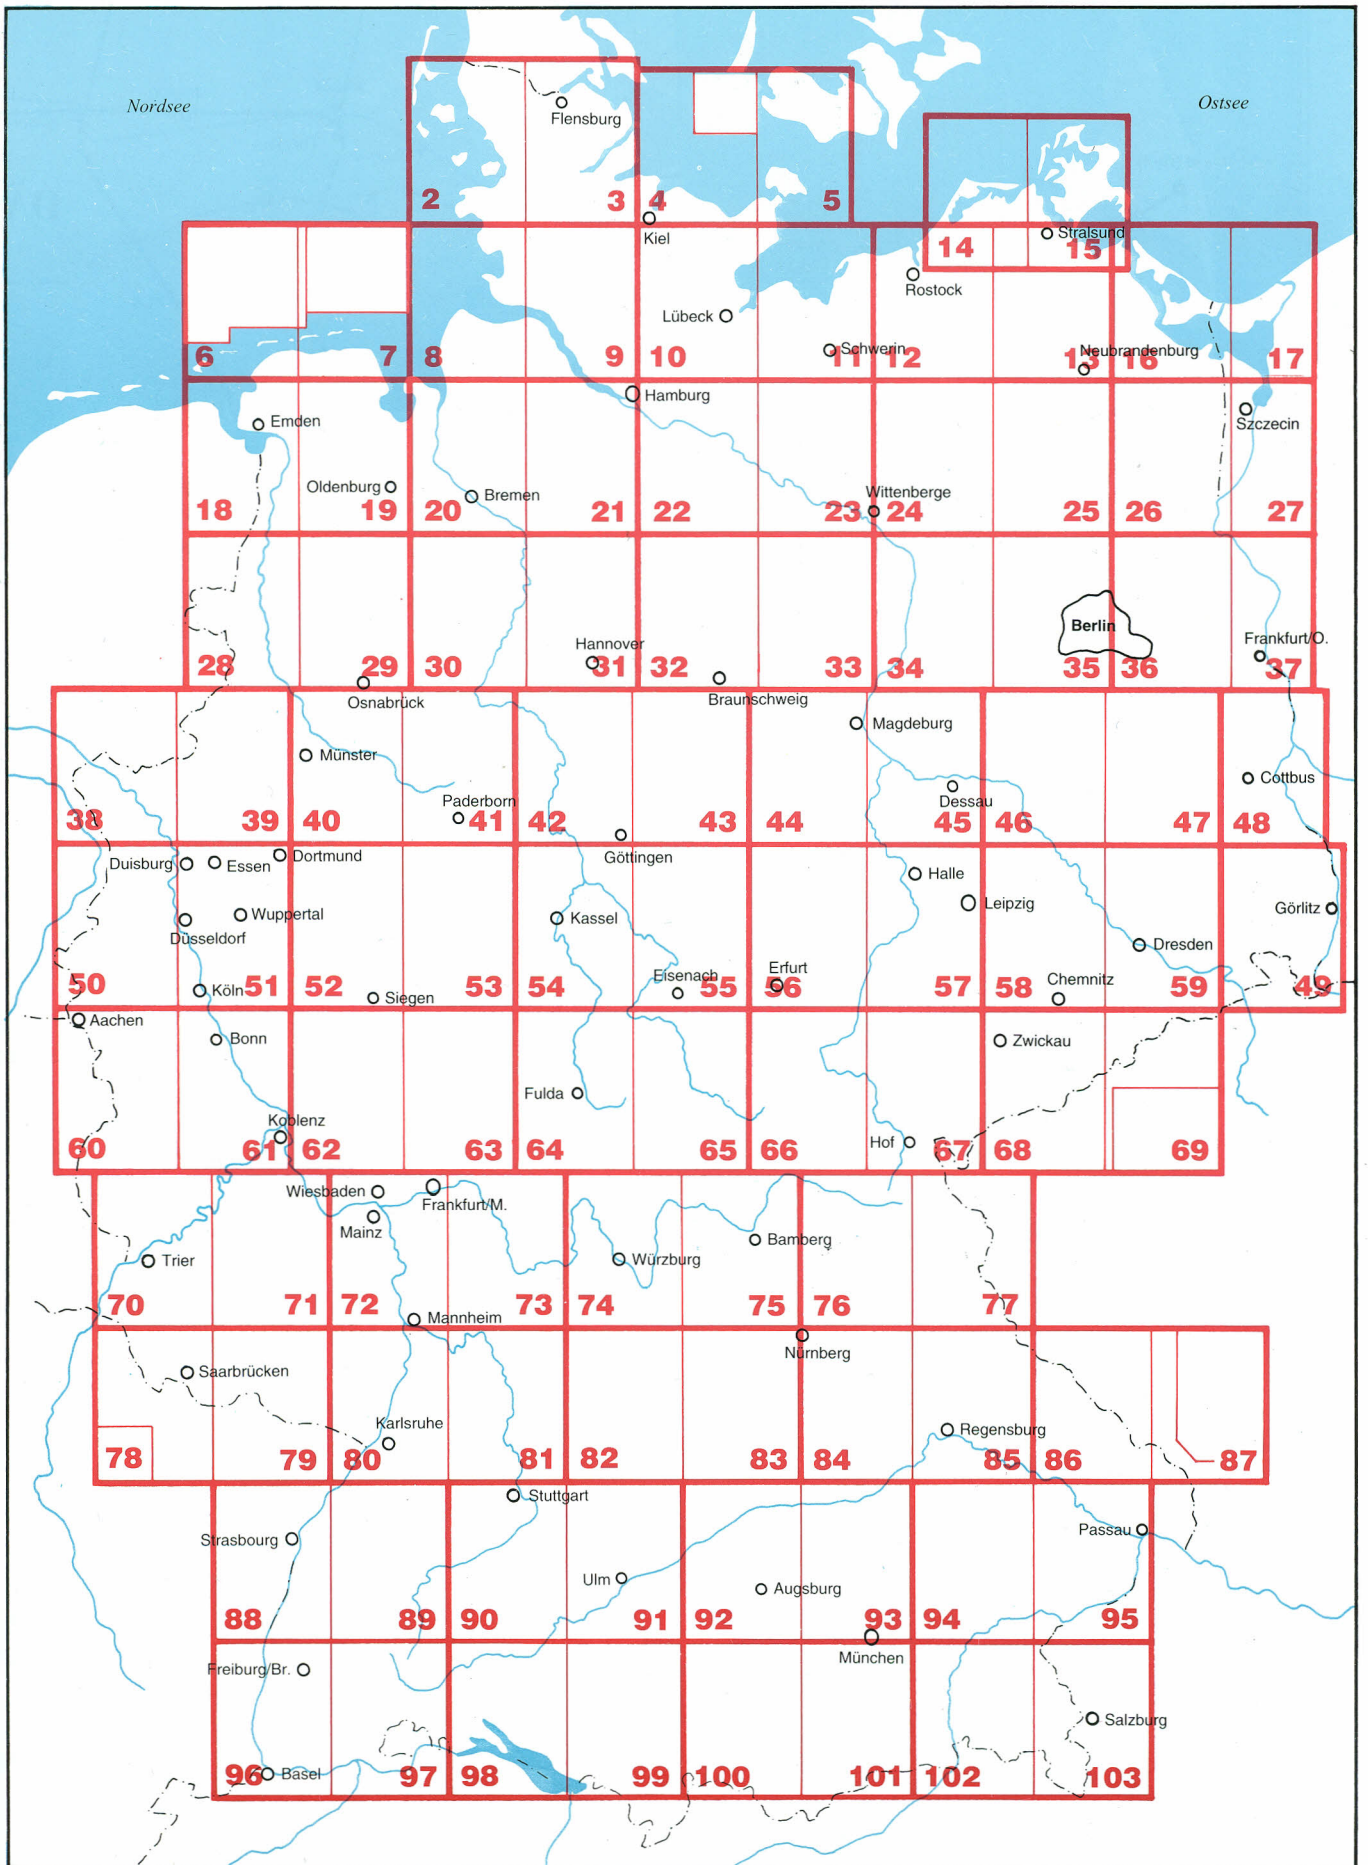 Nordsee
Ostsee
Flensburg
2
3
4
5
Kiel
14
15
Stralsund
Rostock
Lübeck
6
7
8
9
10
11
Schwerin
12
13
Neubrandenburg
16
17
Hamburg
Emden
Szczecin
Oldenburg
Bremen
Wittenberge
18
19
20
21
22
23
24
25
26
27
Berlin
Hannover
Frankfurt/O.
28
29
30
31
32
33
34
35
36
37
Osnabrück
Braunschweig
Magdeburg
Münster
Cottbus
Dessau
Paderborn
38
39
40
41
42
43
44
45
46
47
48
Göttingen
Duisburg
Essen
Dortmund
Halle
Wuppertal
Leipzig
Görlitz
Düsseldorf
Kassel
Dresden
Eisenach
Erfurt
Chemnitz
50
Köln
51
52
Siegen
53
54
55
56
57
58
59
49
Aachen
Bonn
Zwickau
Fulda
Koblenz
Hof
60
61
62
63
64
65
66
67
68
69
Wiesbaden
Frankfurt/M.
Mainz
Bamberg
Trier
Würzburg
70
71
72
73
74
75
76
77
Mannheim
Nürnberg
Saarbrücken
Karlsruhe
Regensburg
78
79
80
81
82
83
84
85
86
87
Stuttgart
Strasbourg
Passau
Ulm
Augsburg
88
89
90
91
92
93
94
95
München
Freiburg/Br.
Salzburg
96
Basel
97
98
99
100
101
102
103